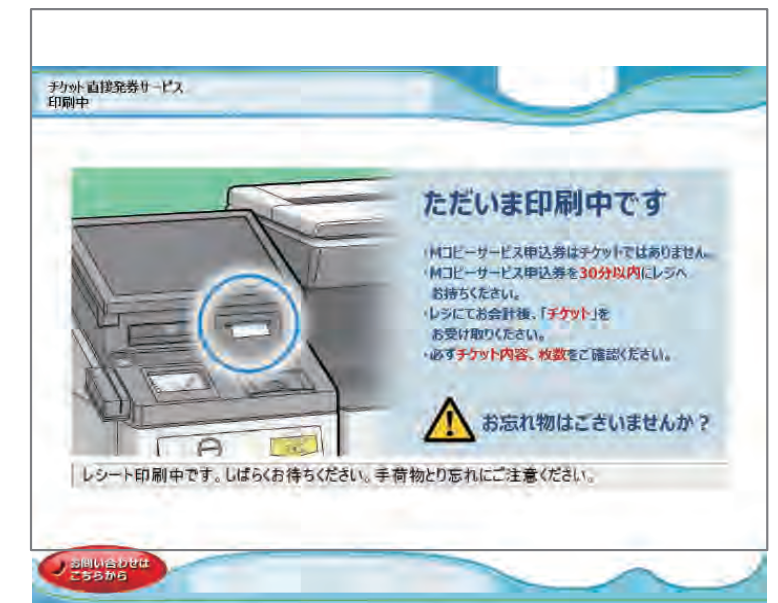 チケット直接発券サービス
印刷中
ただいま印刷中です
・Mコピーサービス申込券はチケットではありません。
・Mコピーサービス申込券を30分以内にレジへ
お持ちください。
・レジにてお会計後、「チケット」を
お受け取りください。
・必ずチケット内容、枚数をご確認ください。
お忘れ物はございませんか？
レシート印刷中です。しばらくお待ちください。手荷物とり忘れにご注意ください。
お問い合わせは
こちらから